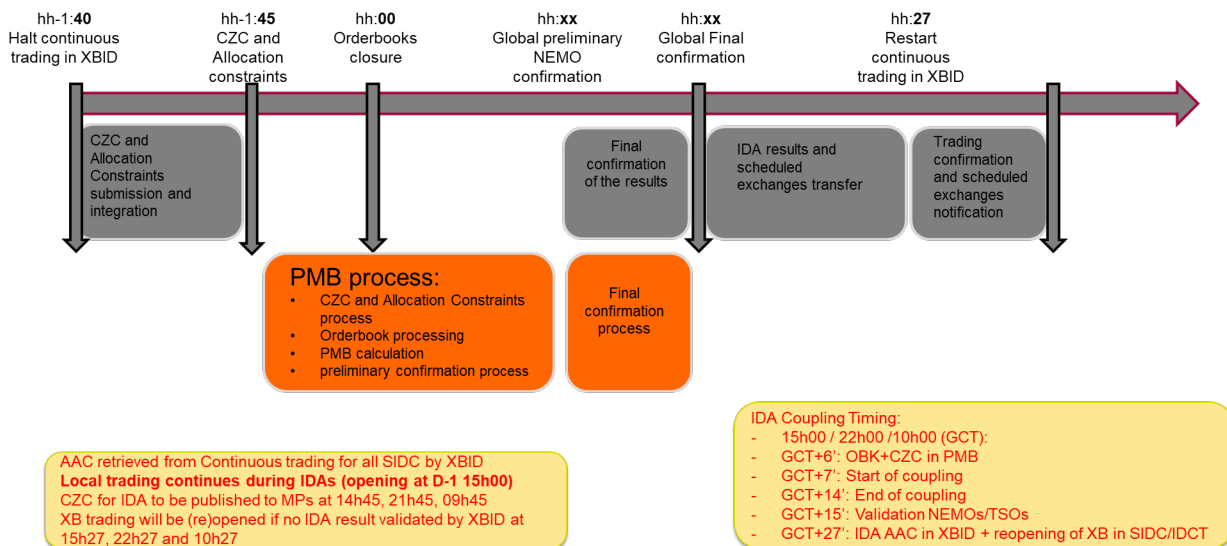 hh-1:40
Halt continuous
trading in XBID
hh-1:45
CZC and
Allocation
constraints
hh:00
Orderbooks
closure
hh:xx
Global preliminary
NEMO
confirmation
hh:xx
Global Final
confirmation
hh:27
Restart
continuous
trading in XBID
CZC and
Allocation
Constraints
submission and
integration
Final
confirmation
of the results
IDA results and
scheduled
exchanges transfer
Trading
confirmation
and scheduled
exchanges
notification
PMB process:
• CZC and Allocation Constraints
process
• Orderbook processing
• PMB calculation
• preliminary confirmation process
Final
confirmation
process
AAC retrieved from Continuous trading for all SIDC by XBID
Local trading continues during IDAs (opening at D-1 15h00)
CZC for IDA to be published to MPs at 14h45, 21h45, 09h45
XB trading will be (re)opened if no IDA result validated by XBID at
15h27, 22h27 and 10h27
IDA Coupling Timing:
- 15h00 / 22h00 /10h00 (GCT):
- GCT+6’: OBK+CZC in PMB
- GCT+7’: Start of coupling
- GCT+14’: End of coupling
- GCT+15’: Validation NEMOs/TSOs
- GCT+27’: IDA AAC in XBID + reopening of XB in SIDC/IDCT